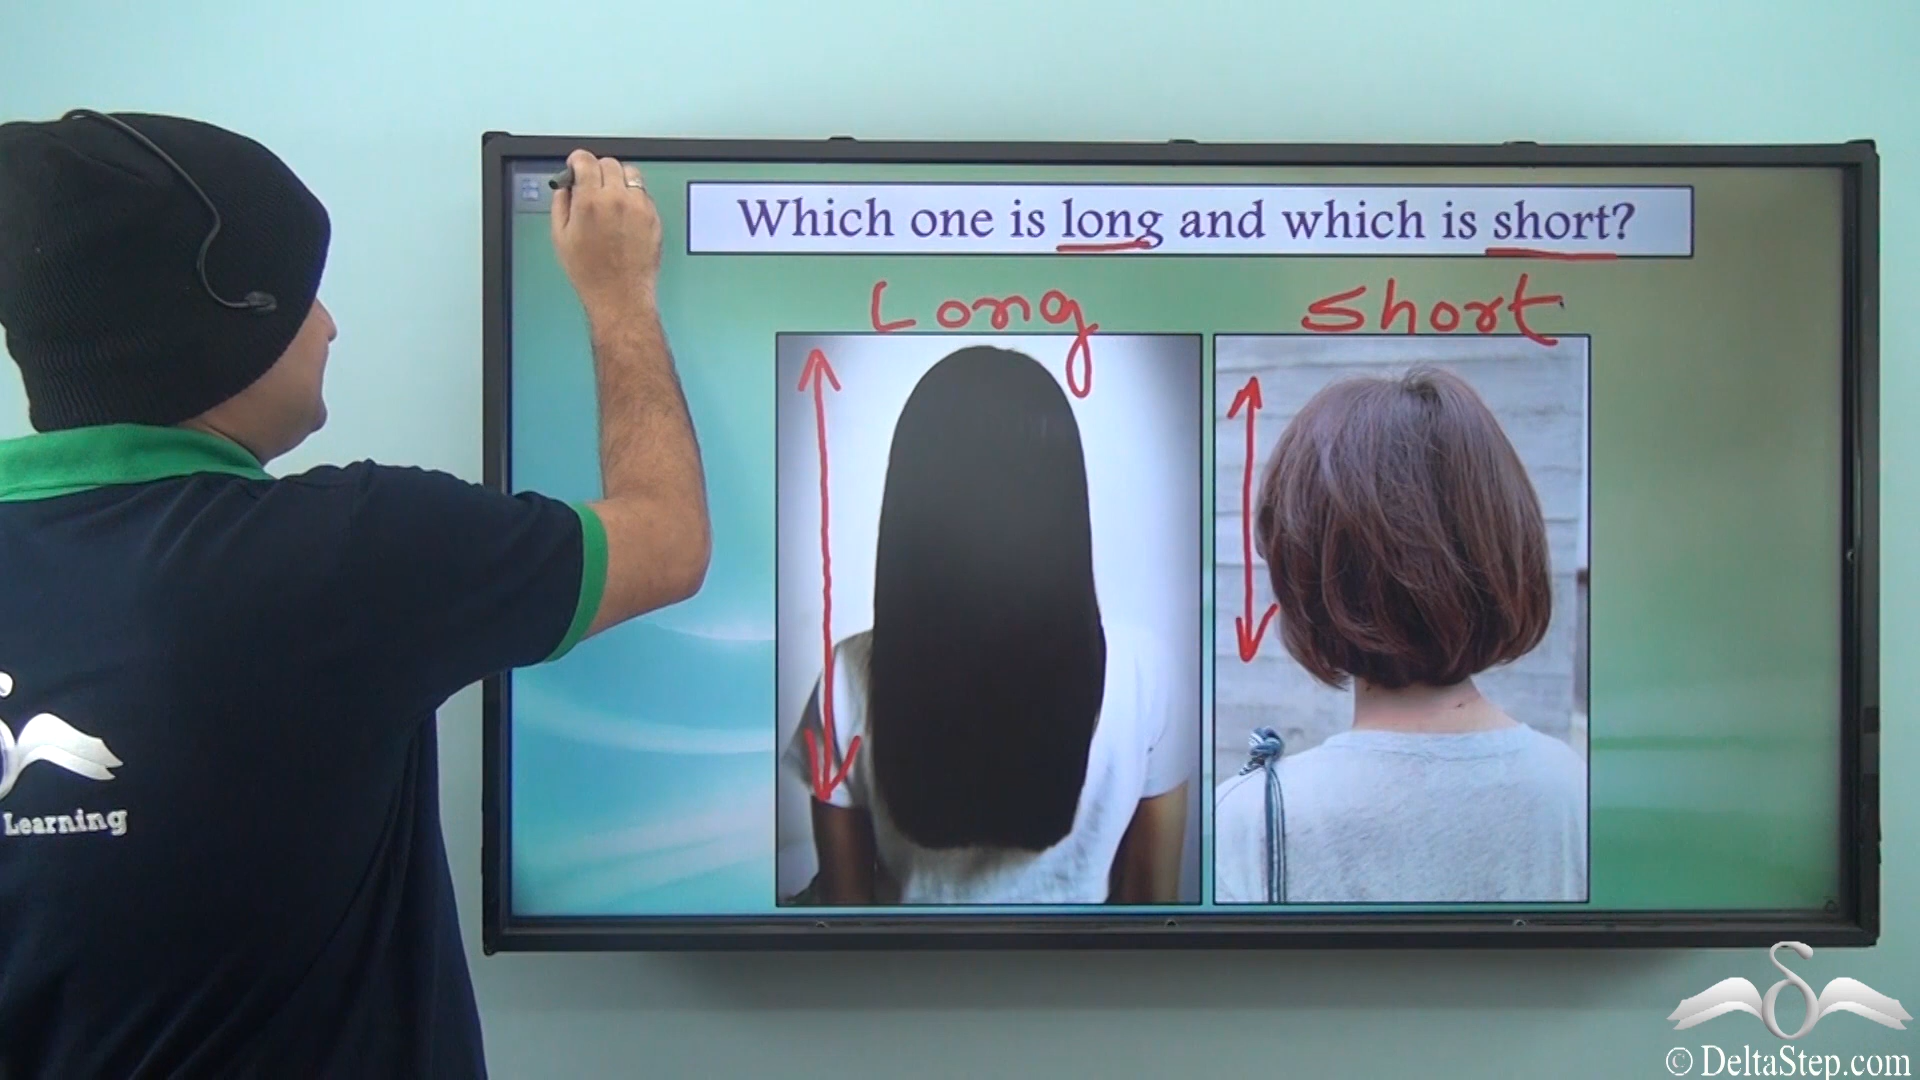 Which one is long and which is short?
Long
Short
Learning
© DeltaStep.com